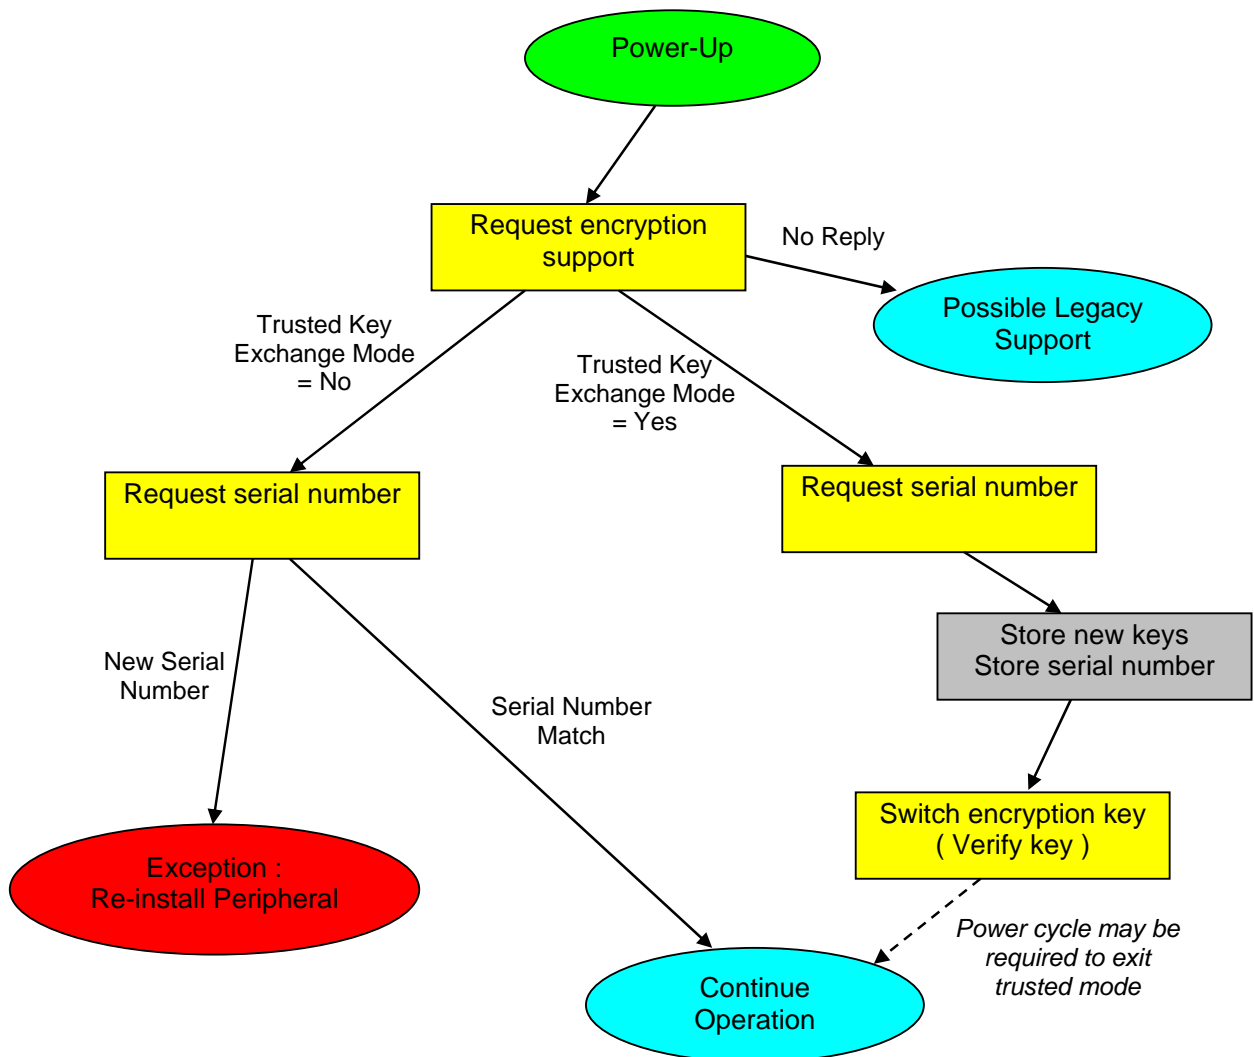 Power-Up
Request encryption
support
No Reply
Possible Legacy
Support
Trusted Key
Exchange Mode
= No
Trusted Key
Exchange Mode
= Yes
Request serial number
Request serial number
Store new keys
Store serial number
New Serial
Number
Serial Number
Match
Switch encryption key
( Verify key )
Exception :
Re-install Peripheral
Power cycle may be
required to exit
trusted mode
Continue
Operation